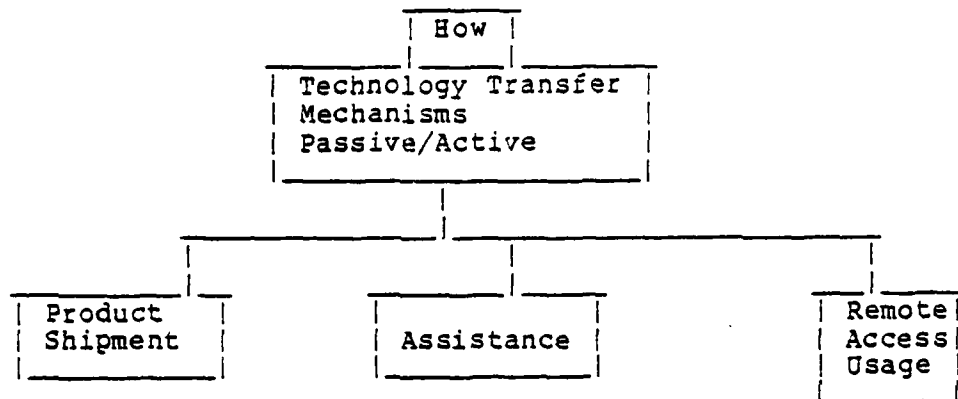 How
Technology Transfer
Mechanisms
Passive/Active
Product
Shipment
Assistance
Remote
Access
Usage